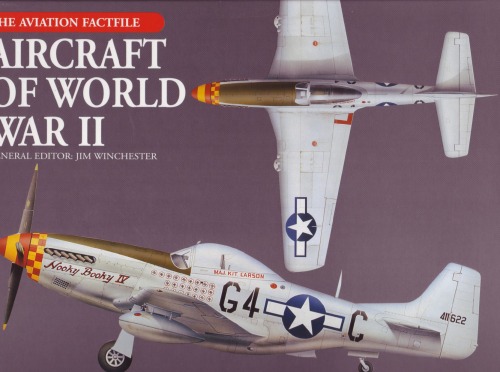 THE AVIATION FACTFILE
AIRCRAFT
OF WORLD
WAR II
GENERAL EDITOR: JIM WINCHESTER
Nooky Booky IV
MAJ. KIT LARSON
G4
C
411622